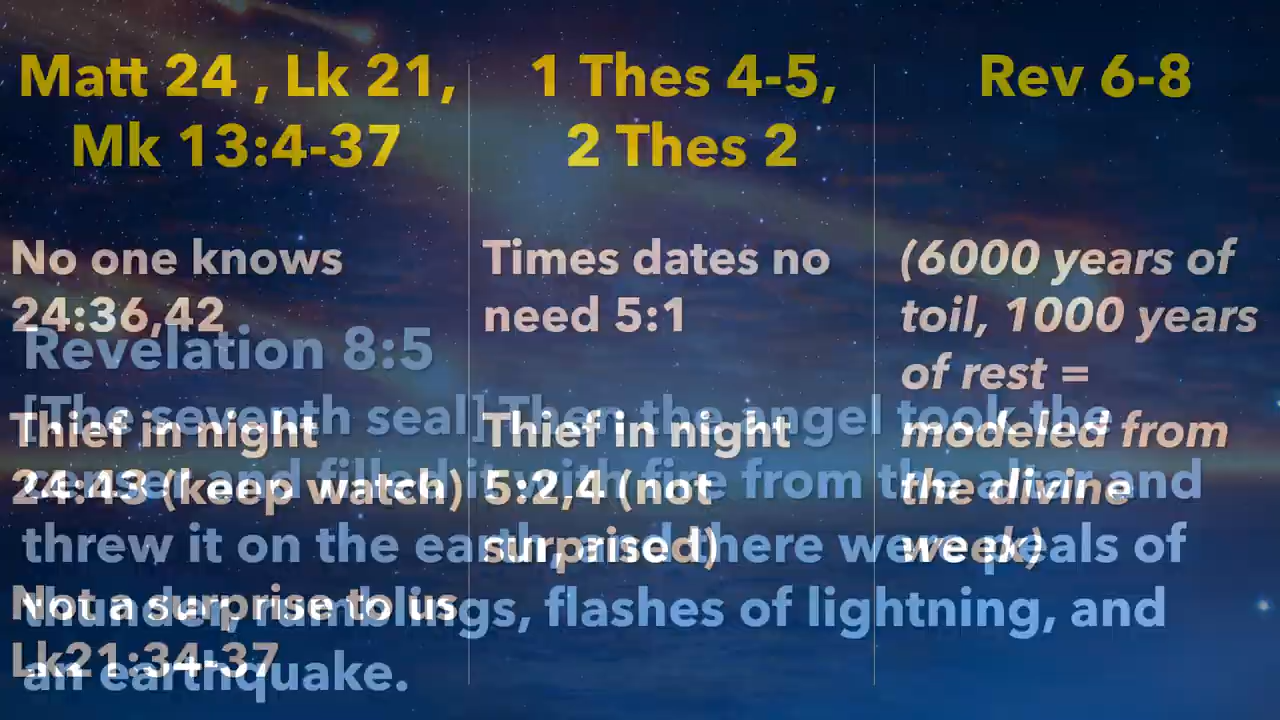 Matt 24 , Lk 21,
Mk 13:4-37
No one knows
24:36,42
Thief in night
24:43 (keep watch)
Not a surprise to us
Lk21:34-37
1 Thes 4-5,
2 Thes 2
Times dates no
need 5:1
Thief in night
5:2,4 (not
surprised)
Rev 6-8
(6000 years of
toil, 1000 years
of rest =
modeled from
the divine
week)
Revelation 8:5
[The seventh seal] Then the angel took the
censer and filled it with fire from the altar and
threw it on the earth, and there were peals of
thunder, rumblings, flashes of lightning, and
an earthquake.